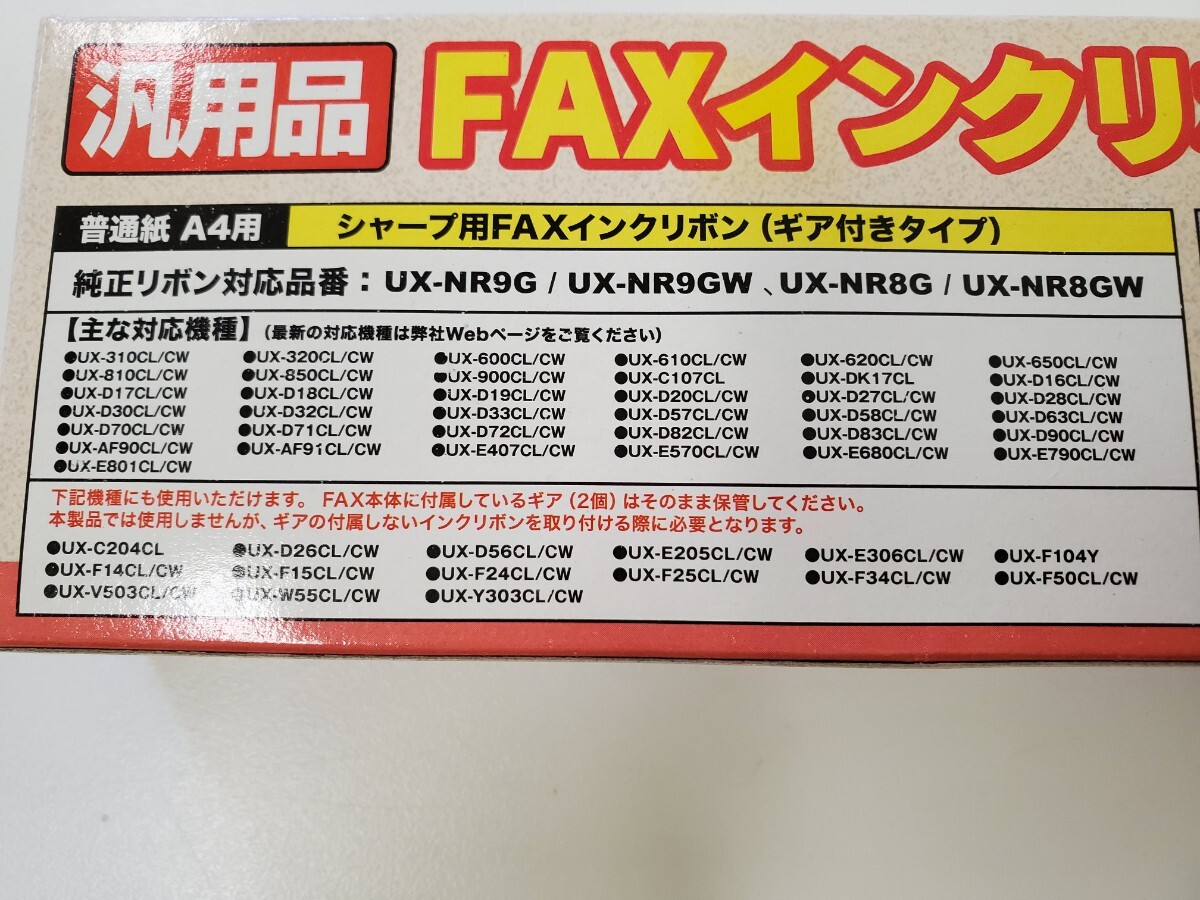 汎用品 FAXインクリ
普通紙 A4用 シャープ用FAXインクリボン(ギア付きタイプ)
純正リボン対応品番:UX-NR9G / UX-NR9GW、UX-NR8G / UX-NR8GW
【主な対応機種】(最新の対応機種は弊社Webページをご覧ください)
●UX-310CL/CW ●UX-320CL/CW ●UX-600CL/CW ●UX-610CL/CW ●UX-620CL/CW ●UX-650CL/CW
●UX-810CL/CW ●UX-850CL/CW ●UX-900CL/CW ●UX-C107CL ●UX-DK17CL ●UX-D16CL/CW
●UX-D17CL/CW ●UX-D18CL/CW ●UX-D19CL/CW ●UX-D20CL/CW ●UX-D27CL/CW ●UX-D28CL/CW
●UX-D30CL/CW ●UX-D32CL/CW ●UX-D33CL/CW ●UX-D57CL/CW ●UX-D58CL/CW ●UX-D63CL/CW
●UX-D70CL/CW ●UX-D71CL/CW ●UX-D72CL/CW ●UX-D82CL/CW ●UX-D83CL/CW ●UX-D90CL/CW
●UX-AF90CL/CW ●UX-AF91CL/CW ●UX-E407CL/CW ●UX-E570CL/CW ●UX-E680CL/CW ●UX-E790CL/CW
●UX-E801CL/CW
下記機種にも使用いただけます。 FAX本体に付属しているギア(2個)はそのまま保管してください。
本製品では使用しませんが、ギアの付属しないインクリボンを取り付ける際に必要となります。
●UX-C204CL ●UX-D26CL/CW ●UX-D56CL/CW ●UX-E205CL/CW ●UX-E306CL/CW ●UX-F104Y
●UX-F14CL/CW ●UX-F15CL/CW ●UX-F24CL/CW ●UX-F25CL/CW ●UX-F34CL/CW ●UX-F50CL/CW
●UX-V503CL/CW ●UX-W55CL/CW ●UX-Y303CL/CW